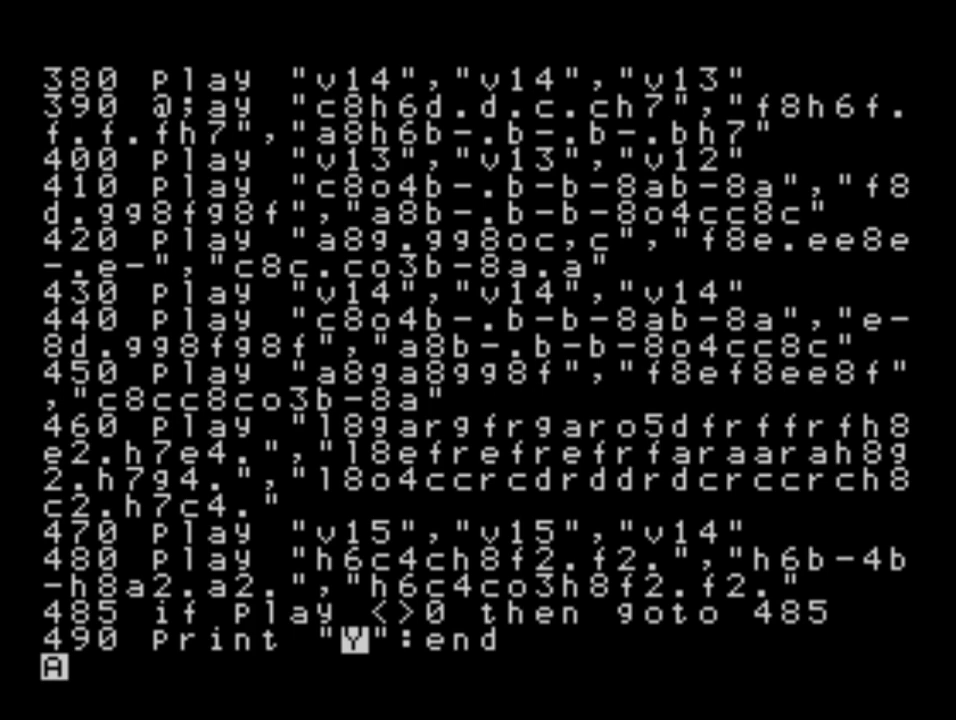 380 play "v14","v14","v13"
390 @;ay "c8h6d.d.c.ch7","f8h6f.
f.f.fh7","a8h6b-.b-.b-.bh7"
400 play "v13","v13","v12"
410 play "c8o4b-.b-b-8ab-8a","f8
d.gg8fg8f","a8b-.b-b-8o4cc8c"
420 play "a8g.gg8oc,c","f8e.ee8e
-.e-","c8c.co3b-8a.a"
430 play "v14","v14","v14"
440 play "c8o4b-.b-b-8ab-8a","e-
8d.gg8fg8f","a8b-.b-b-8o4cc8c"
450 play "a8ga8gg8f","f8ef8ee8f"
,"c8cc8co3b-8a"
460 play "l8gargfrgaro5dfrffrfh8
e2.h7e4.","l8efrefrefrfaraarah8g
2.h7g4.","l8o4ccrcdrddrdcrccrch8
c2.h7c4."
470 play "v15","v15","v14"
480 play "h6c4ch8f2.f2.","h6b-4b
-h8a2.a2.","h6c4co3h8f2.f2."
485 if play <>0 then goto 485
490 print "Y":end
A